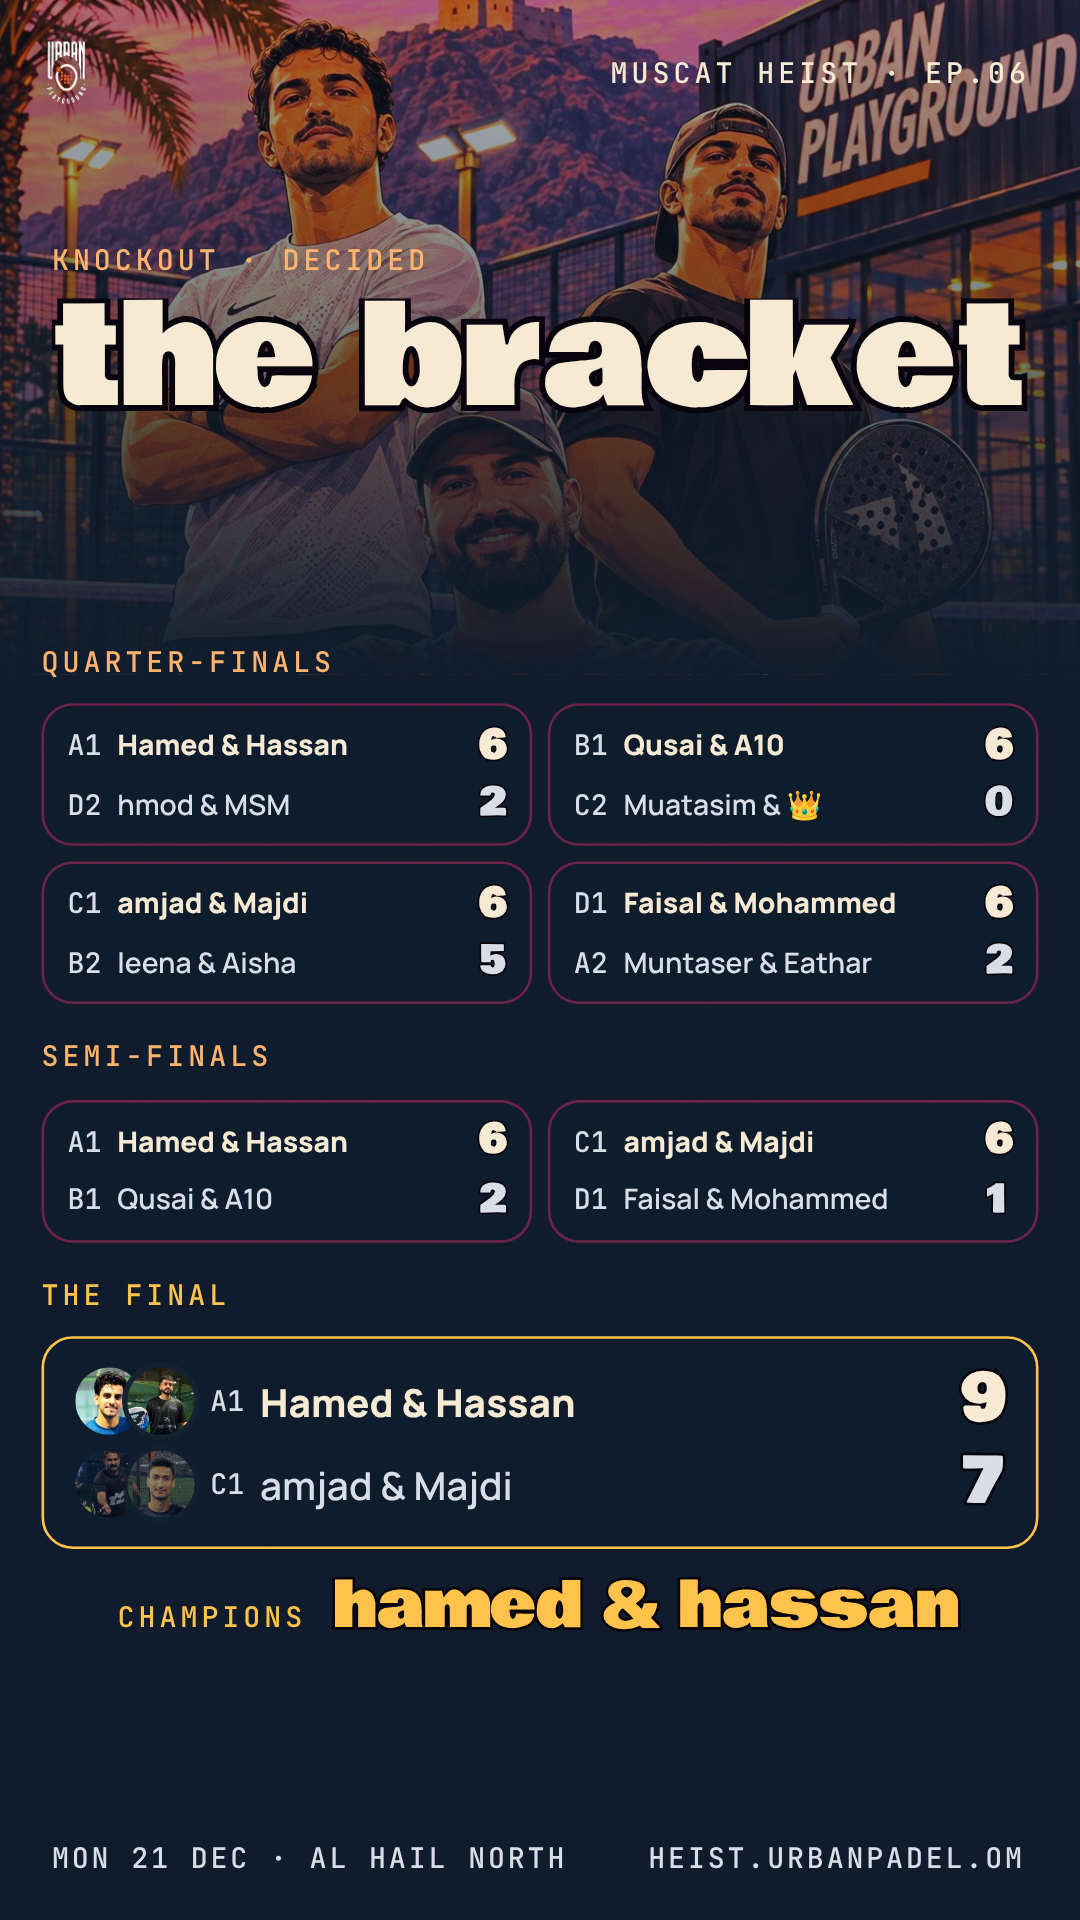 URBAN
PLAYGROUND
MUSCAT HEIST · EP.06
URBAN
PLAYGROUND
KNOCKOUT · DECIDED
the bracket
QUARTER-FINALS
A1 Hamed & Hassan 6
D2 hmod & MSM 2
B1 Qusai & A10 6
C2 Muatasim & 👑 0
C1 amjad & Majdi 6
B2 leena & Aisha 5
D1 Faisal & Mohammed 6
A2 Muntaser & Eathar 2
SEMI-FINALS
A1 Hamed & Hassan 6
B1 Qusai & A10 2
C1 amjad & Majdi 6
D1 Faisal & Mohammed 1
THE FINAL
A1 Hamed & Hassan 9
C1 amjad & Majdi 7
CHAMPIONS hamed & hassan
MON 21 DEC · AL HAIL NORTH
HEIST.URBANPADEL.OM